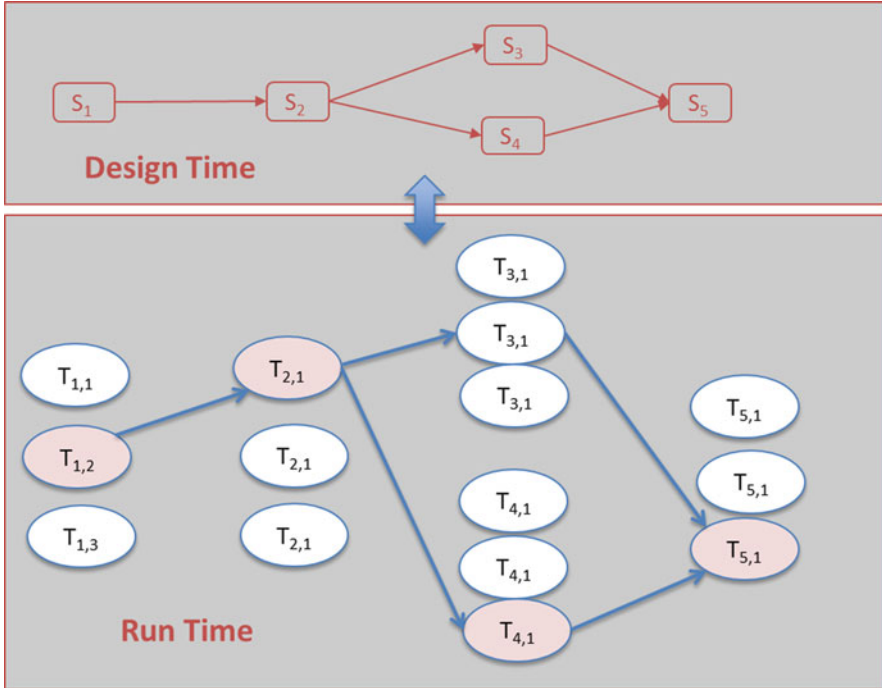 S₁
S₂
S₃
S₄
S₅
Design Time
T₁,₁
T₁,₂
T₁,₃
T₂,₁
T₂,₁
T₂,₁
T₃,₁
T₃,₁
T₃,₁
T₄,₁
T₄,₁
T₄,₁
T₅,₁
T₅,₁
T₅,₁
Run Time